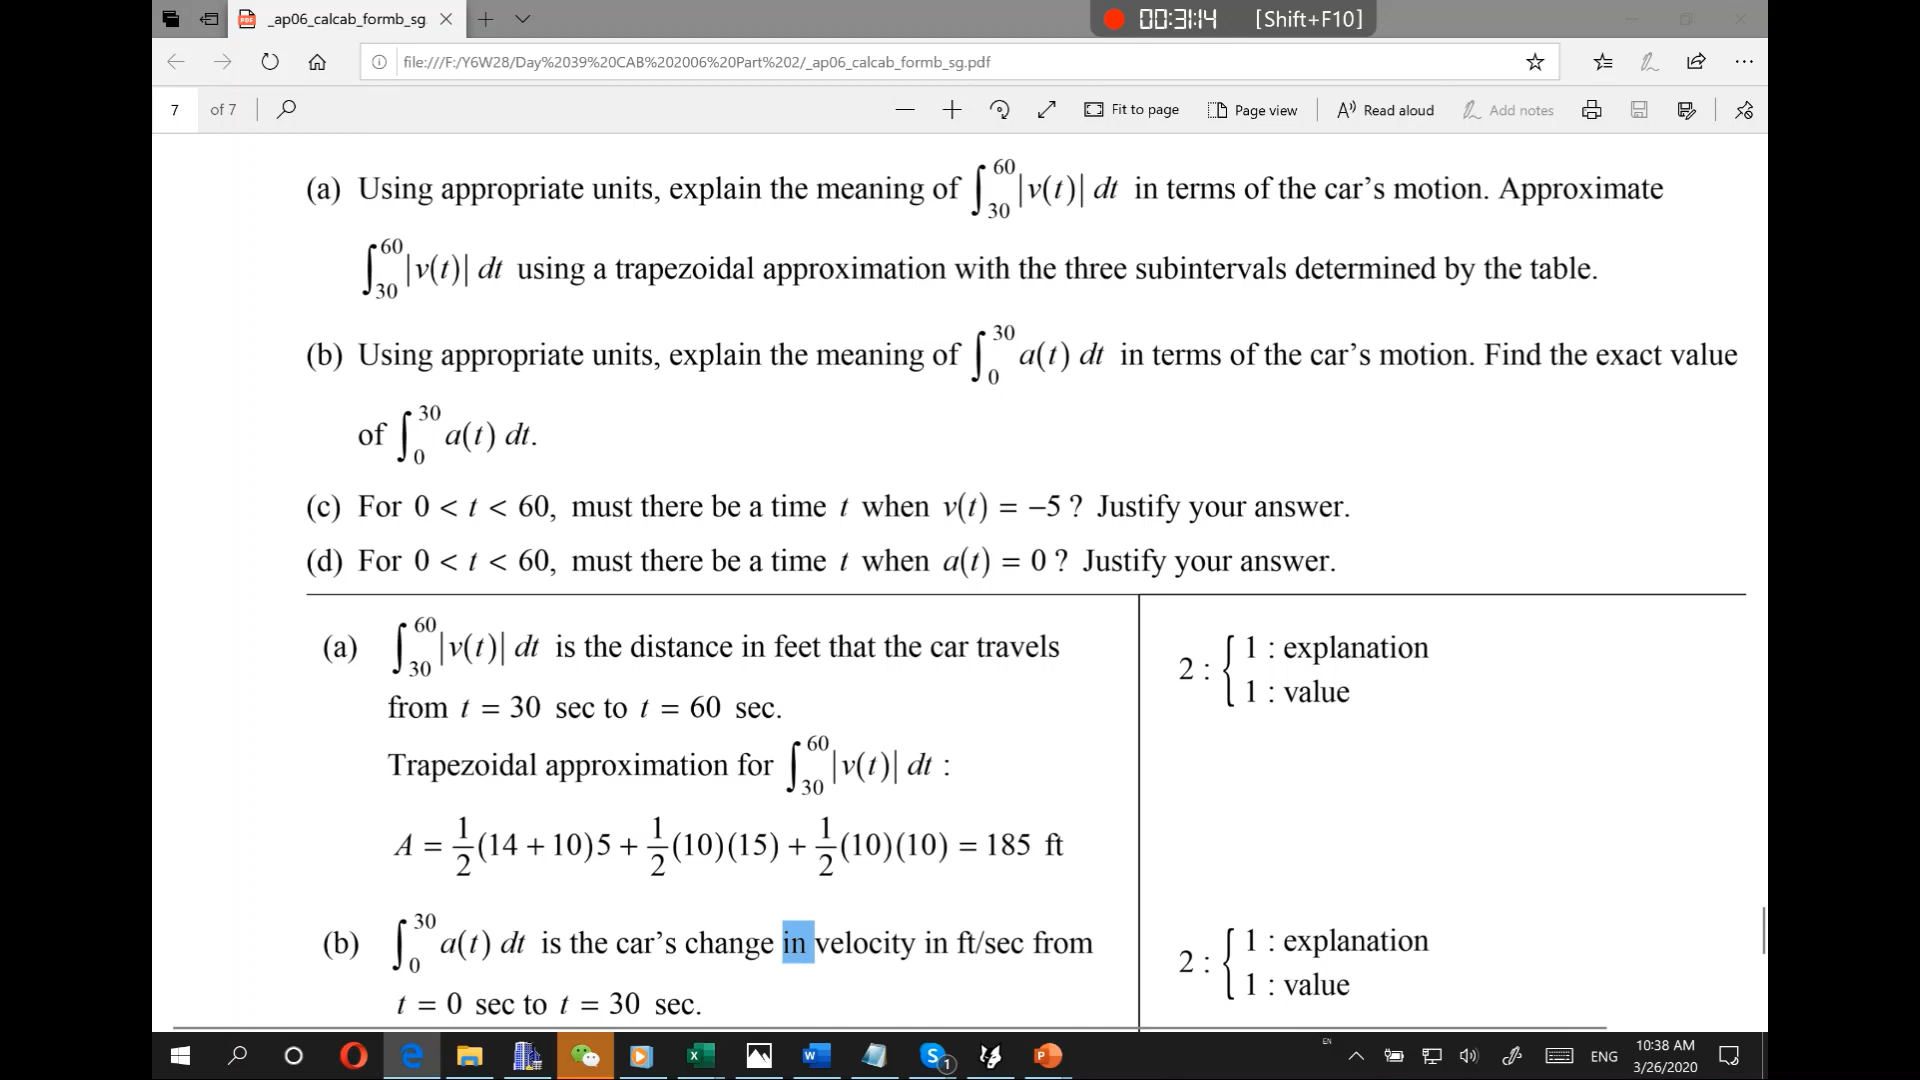 _ap06_calcab_formb_sg
00:31:14 [Shift+F10]
file:///F:/Y6W28/Day%2039%20CAB%202006%20Part%202/_ap06_calcab_formb_sg.pdf
7 of 7 Fit to page Page view Read aloud Add notes
(a) Using appropriate units, explain the meaning of ∫₃₀⁶⁰ |v(t)| dt in terms of the car's motion. Approximate
∫₃₀⁶⁰ |v(t)| dt using a trapezoidal approximation with the three subintervals determined by the table.
(b) Using appropriate units, explain the meaning of ∫₀³⁰ a(t) dt in terms of the car's motion. Find the exact value
of ∫₀³⁰ a(t) dt.
(c) For 0 < t < 60, must there be a time t when v(t) = −5 ? Justify your answer.
(d) For 0 < t < 60, must there be a time t when a(t) = 0 ? Justify your answer.
(a) ∫₃₀⁶⁰ |v(t)| dt is the distance in feet that the car travels
from t = 30 sec to t = 60 sec.
Trapezoidal approximation for ∫₃₀⁶⁰ |v(t)| dt :
A = 1/2 (14 + 10)5 + 1/2 (10)(15) + 1/2 (10)(10) = 185 ft
2 : { 1 : explanation
1 : value
(b) ∫₀³⁰ a(t) dt is the car's change in velocity in ft/sec from
t = 0 sec to t = 30 sec.
2 : { 1 : explanation
1 : value
EN
ENG
10:38 AM
3/26/2020